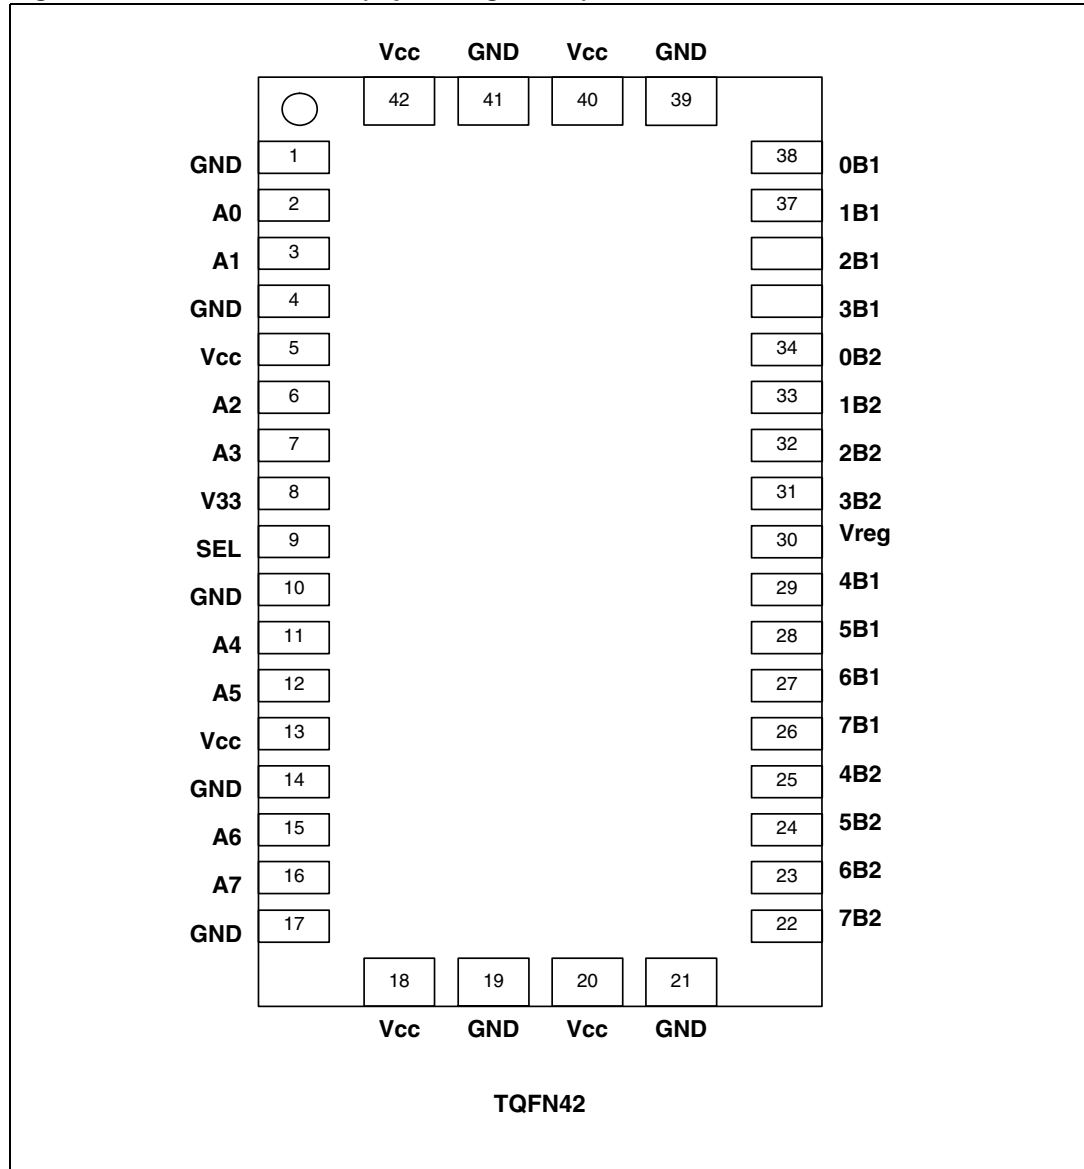 Vcc GND Vcc GND
42 41 40 39
GND 1 38 0B1
A0 2 37 1B1
A1 3 2B1
GND 4 3B1
Vcc 5 34 0B2
A2 6 33 1B2
A3 7 32 2B2
V33 8 31 3B2
SEL 9 30 Vreg
GND 10 29 4B1
A4 11 28 5B1
A5 12 27 6B1
Vcc 13 26 7B1
GND 14 25 4B2
A6 15 24 5B2
A7 16 23 6B2
GND 17 22 7B2
18 19 20 21
Vcc GND Vcc GND
TQFN42